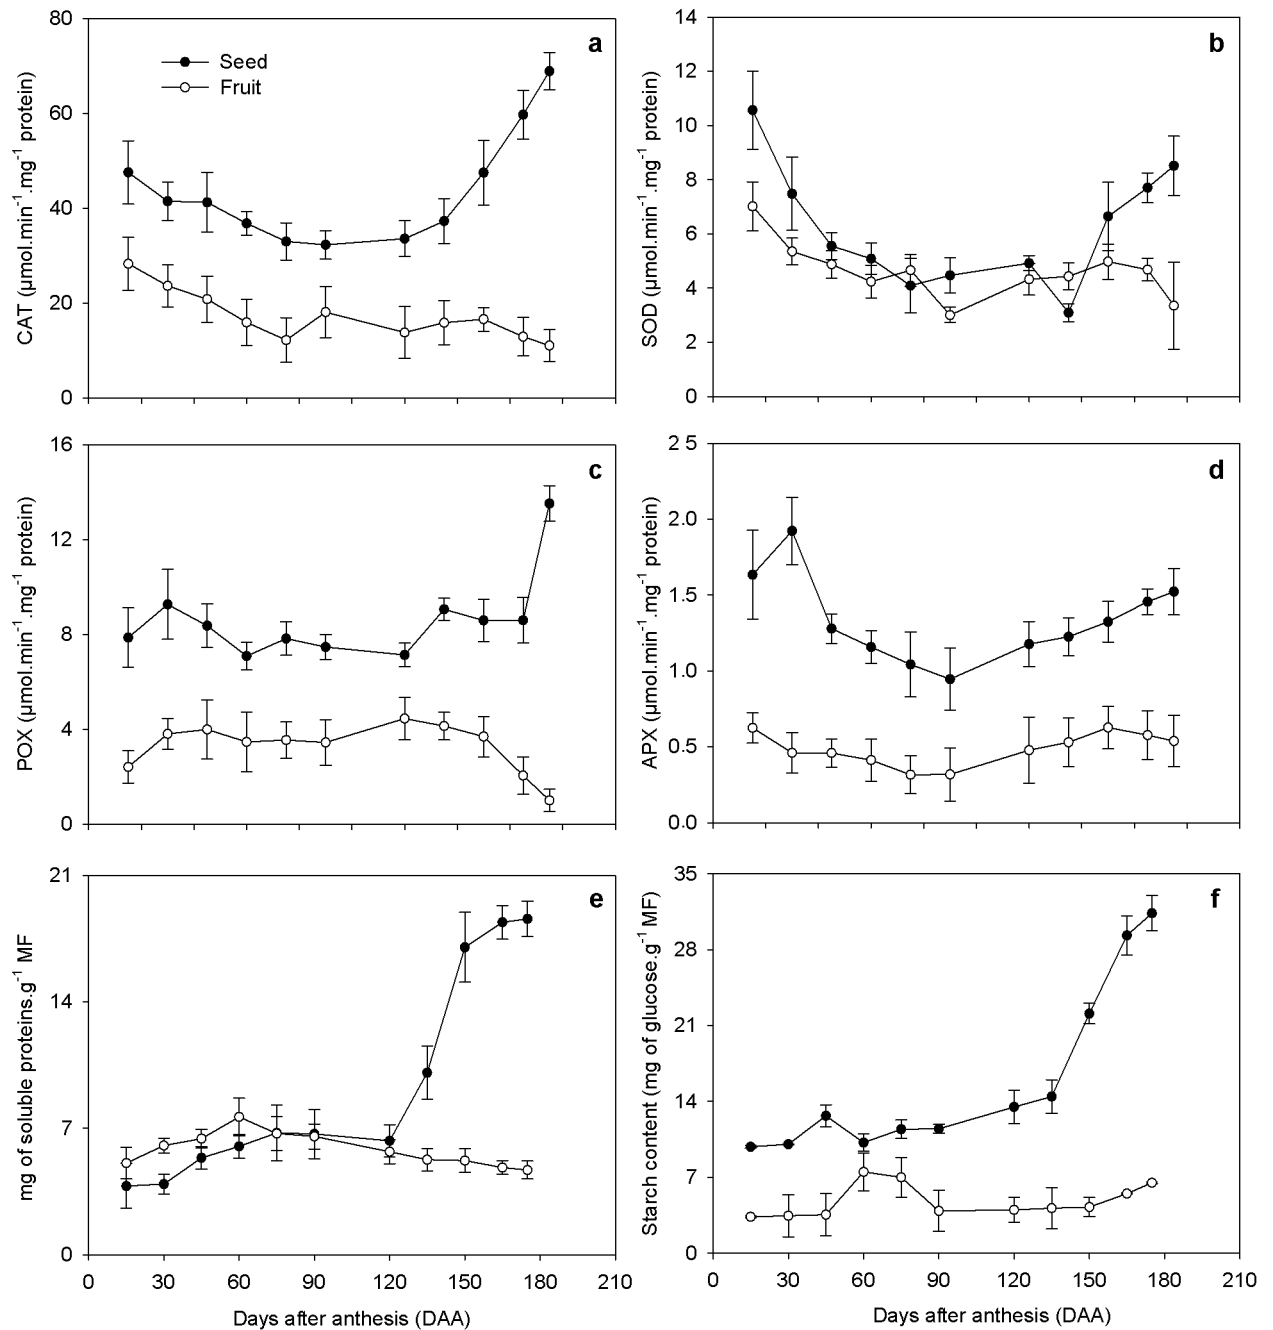 80
60
40
20
0
CAT (µmol.min⁻¹.mg⁻¹ protein)
Seed
Fruit
a
14
12
10
8
6
4
2
0
SOD (µmol.min⁻¹.mg⁻¹ protein)
b
16
12
8
4
0
POX (µmol.min⁻¹.mg⁻¹ protein)
c
2 5
2.0
1.5
1.0
0.5
0.0
APX (µmol.min⁻¹.mg⁻¹ protein)
d
21
14
7
0
mg of soluble proteins.g⁻¹ MF
e
0 30 60 90 120 150 180 210
Days after anthesis (DAA)
35
28
21
14
7
0
Starch content (mg of glucose.g⁻¹ MF)
f
0 30 60 90 120 150 180 210
Days after anthesis (DAA)